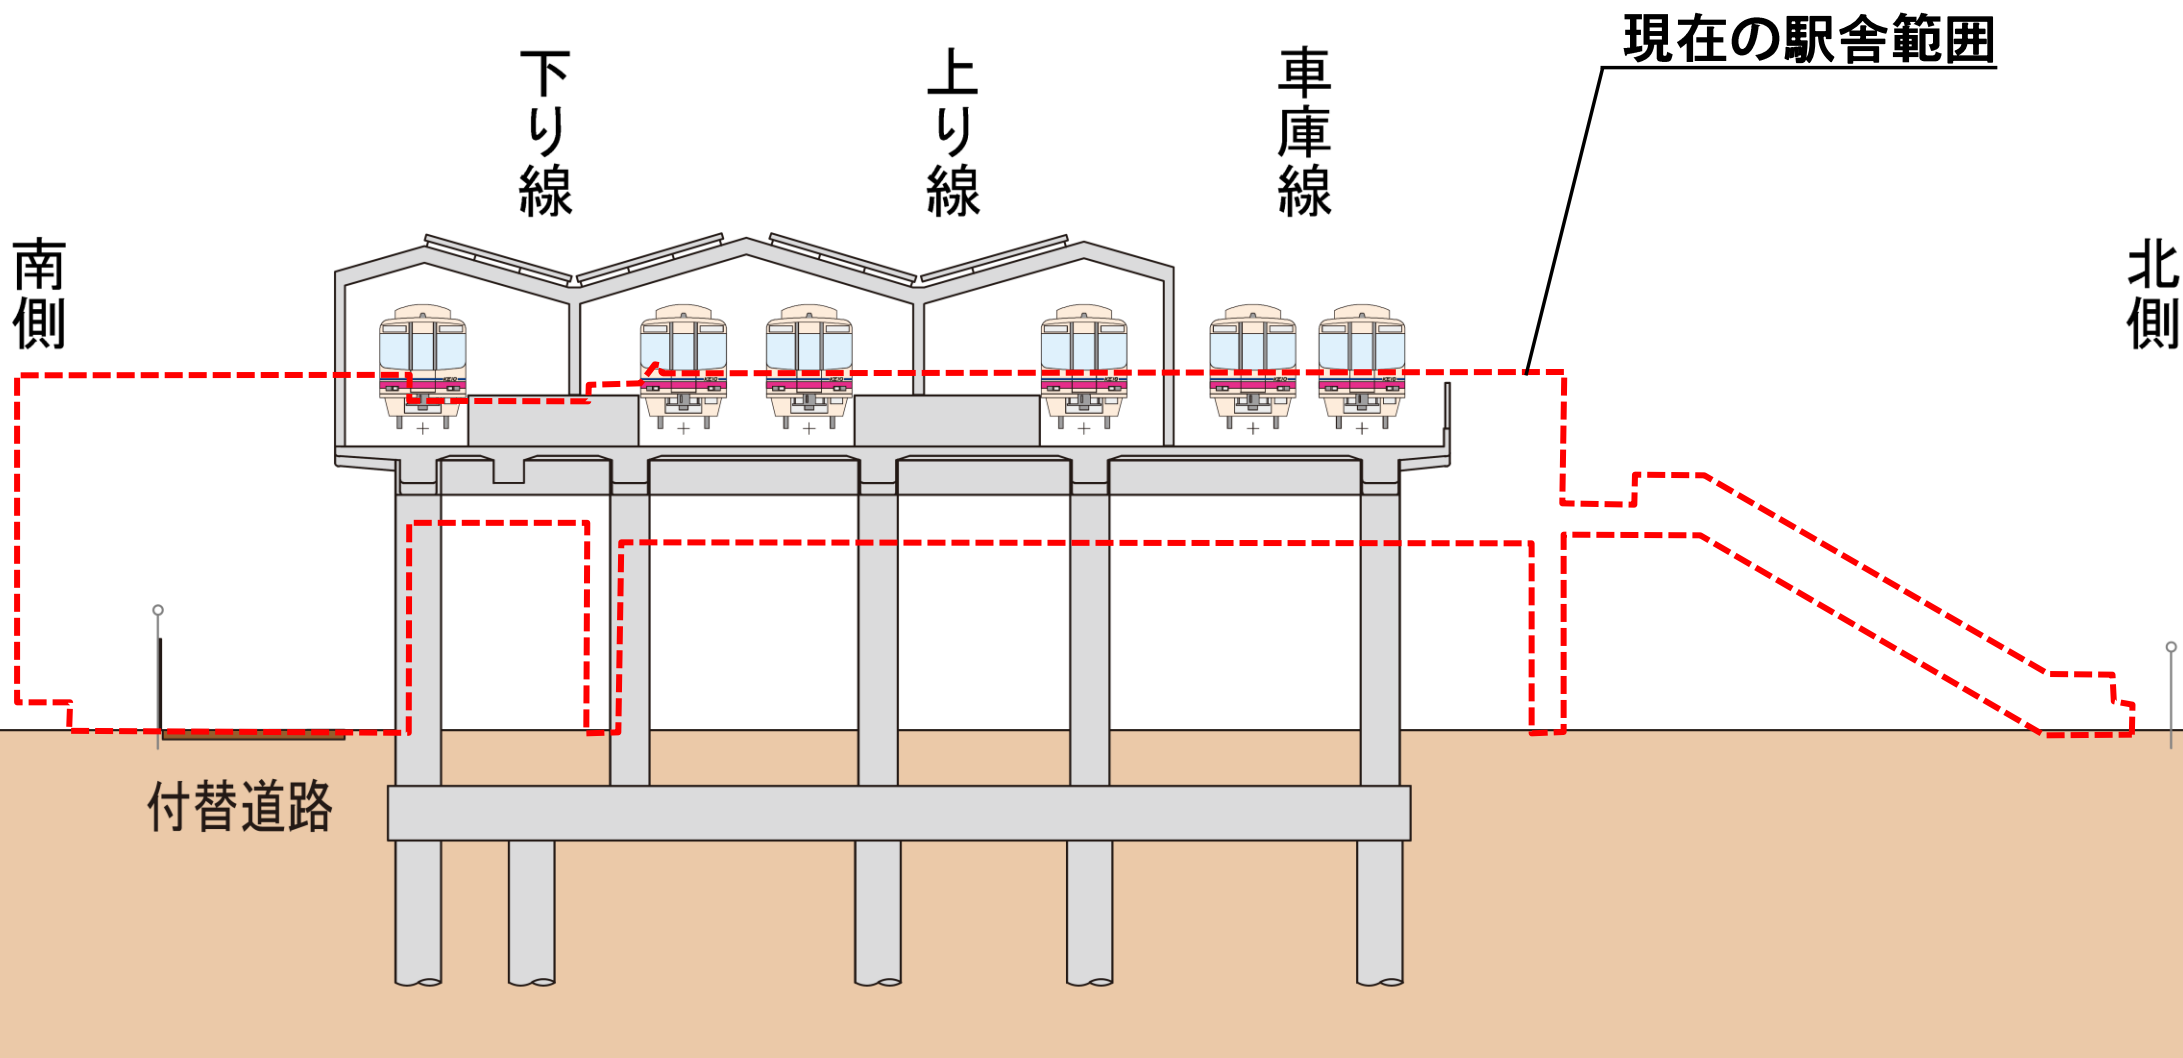 現在の駅舎範囲
下り線
上り線
車庫線
南側
北側
付替道路